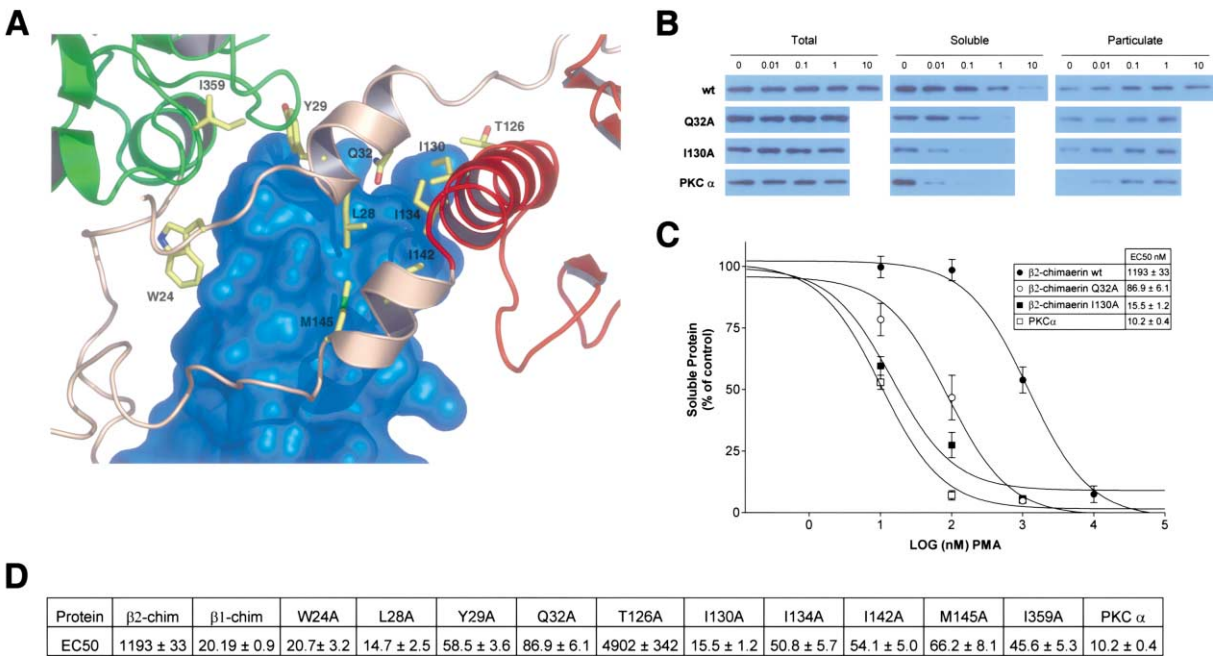 A
I359
Y29
Q32
I130
T126
L28
I134
I142
W24
M145
B
Total Soluble Particulate
0 0.01 0.1 1 10 0 0.01 0.1 1 10 0 0.01 0.1 1 10
wt
Q32A
I130A
PKC α
C
EC50 nM
β2-chimaerin wt 1193 ± 33
β2-chimaerin Q32A 86.9 ± 6.1
β2-chimaerin I130A 15.5 ± 1.2
PKCα 10.2 ± 0.4
Soluble Protein
(% of control)
100
75
50
25
0
0 1 2 3 4 5
LOG (nM) PMA
D
Protein β2-chim β1-chim W24A L28A Y29A Q32A T126A I130A I134A I142A M145A I359A PKC α
EC50 1193 ± 33 20.19 ± 0.9 20.7± 3.2 14.7 ± 2.5 58.5 ± 3.6 86.9 ± 6.1 4902 ± 342 15.5 ± 1.2 50.8 ± 5.7 54.1 ± 5.0 66.2 ± 8.1 45.6 ± 5.3 10.2 ± 0.4